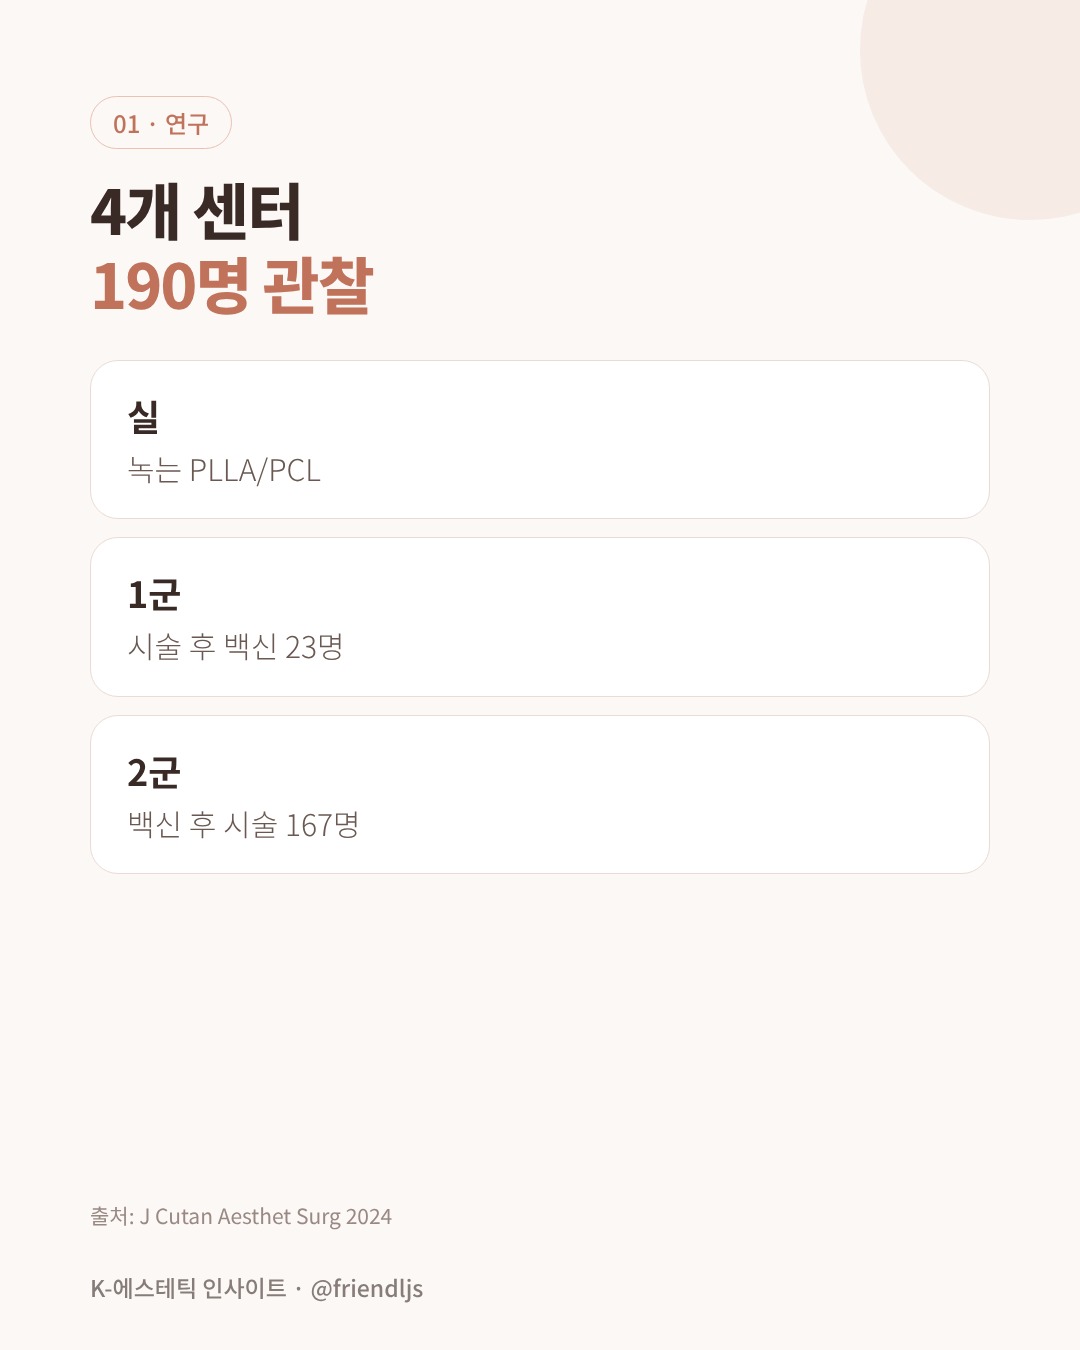 01 · 연구
4개 센터
190명 관찰
실
녹는 PLLA/PCL
1군
시술 후 백신 23명
2군
백신 후 시술 167명
출처: J Cutan Aesthet Surg 2024
K-에스테틱 인사이트 · @friendljs